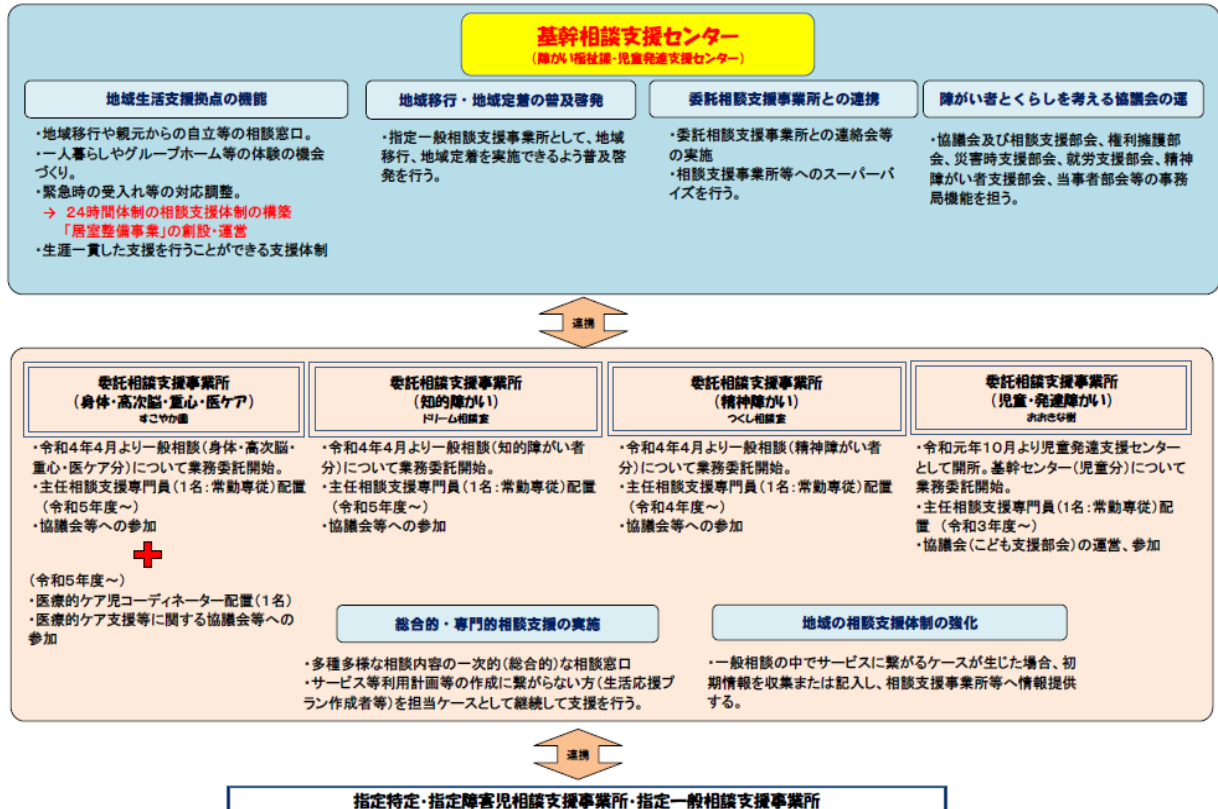 基幹相談支援センター
(障がい福祉課・児童発達支援センター)
地域生活支援拠点の機能
・地域移行や親元からの自立等の相談窓口。
・一人暮らしやグループホーム等の体験の機会
づくり。
・緊急時の受入れ等の対応調整。
→ 24時間体制の相談支援体制の構築
「居室整備事業」の創設・運営
・生涯一貫した支援を行うことができる支援体制
地域移行・地域定着の普及啓発
・指定一般相談支援事業所として、地域
移行、地域定着を実施できるよう普及啓
発を行う。
委託相談支援事業所との連携
・委託相談支援事業所との連絡会等
の実施
・相談支援事業所等へのスーパーバ
イズを行う。
障がい者とくらしを考える協議会の運
・協議会及び相談支援部会、権利擁護部
会、災害時支援部会、就労支援部会、精神
障がい者支援部会、当事者部会等の事務
局機能を担う。
連携
委託相談支援事業所
(身体・高次脳・重心・医ケア)
すこやか園
・令和4年4月より一般相談(身体・高次脳・
重心・医ケア分)について業務委託開始。
・主任相談支援専門員(1名:常勤専従)配置
(令和5年度~)
・協議会等への参加
(令和5年度~)
・医療的ケア児コーディネーター配置(1名)
・医療的ケア支援等に関する協議会等への
参加
委託相談支援事業所
(知的障がい)
ドリーム相談室
・令和4年4月より一般相談(知的障がい者
分)について業務委託開始。
・主任相談支援専門員(1名:常勤専従)配置
(令和5年度~)
・協議会等への参加
委託相談支援事業所
(精神障がい)
つくし相談室
・令和4年4月より一般相談(精神障がい者
分)について業務委託開始。
・主任相談支援専門員(1名:常勤専従)配置
(令和4年度~)
・協議会等への参加
委託相談支援事業所
(児童・発達障がい)
おおきな樹
・令和元年10月より児童発達支援センター
として開所。基幹センター(児童分)について
業務委託開始。
・主任相談支援専門員(1名:常勤専従)配
置 (令和3年度~)
・協議会(こども支援部会)の運営、参加
総合的・専門的相談支援の実施
・多種多様な相談内容の一次的(総合的)な相談窓口
・サービス等利用計画等の作成に繋がらない方(生活応援プ
ラン作成者等)を担当ケースとして継続して支援を行う。
地域の相談支援体制の強化
・一般相談の中でサービスに繋がるケースが生じた場合、初
期情報を収集または記入し、相談支援事業所等へ情報提供
する。
連携
指定特定・指定障害児相談支援事業所・指定一般相談支援事業所